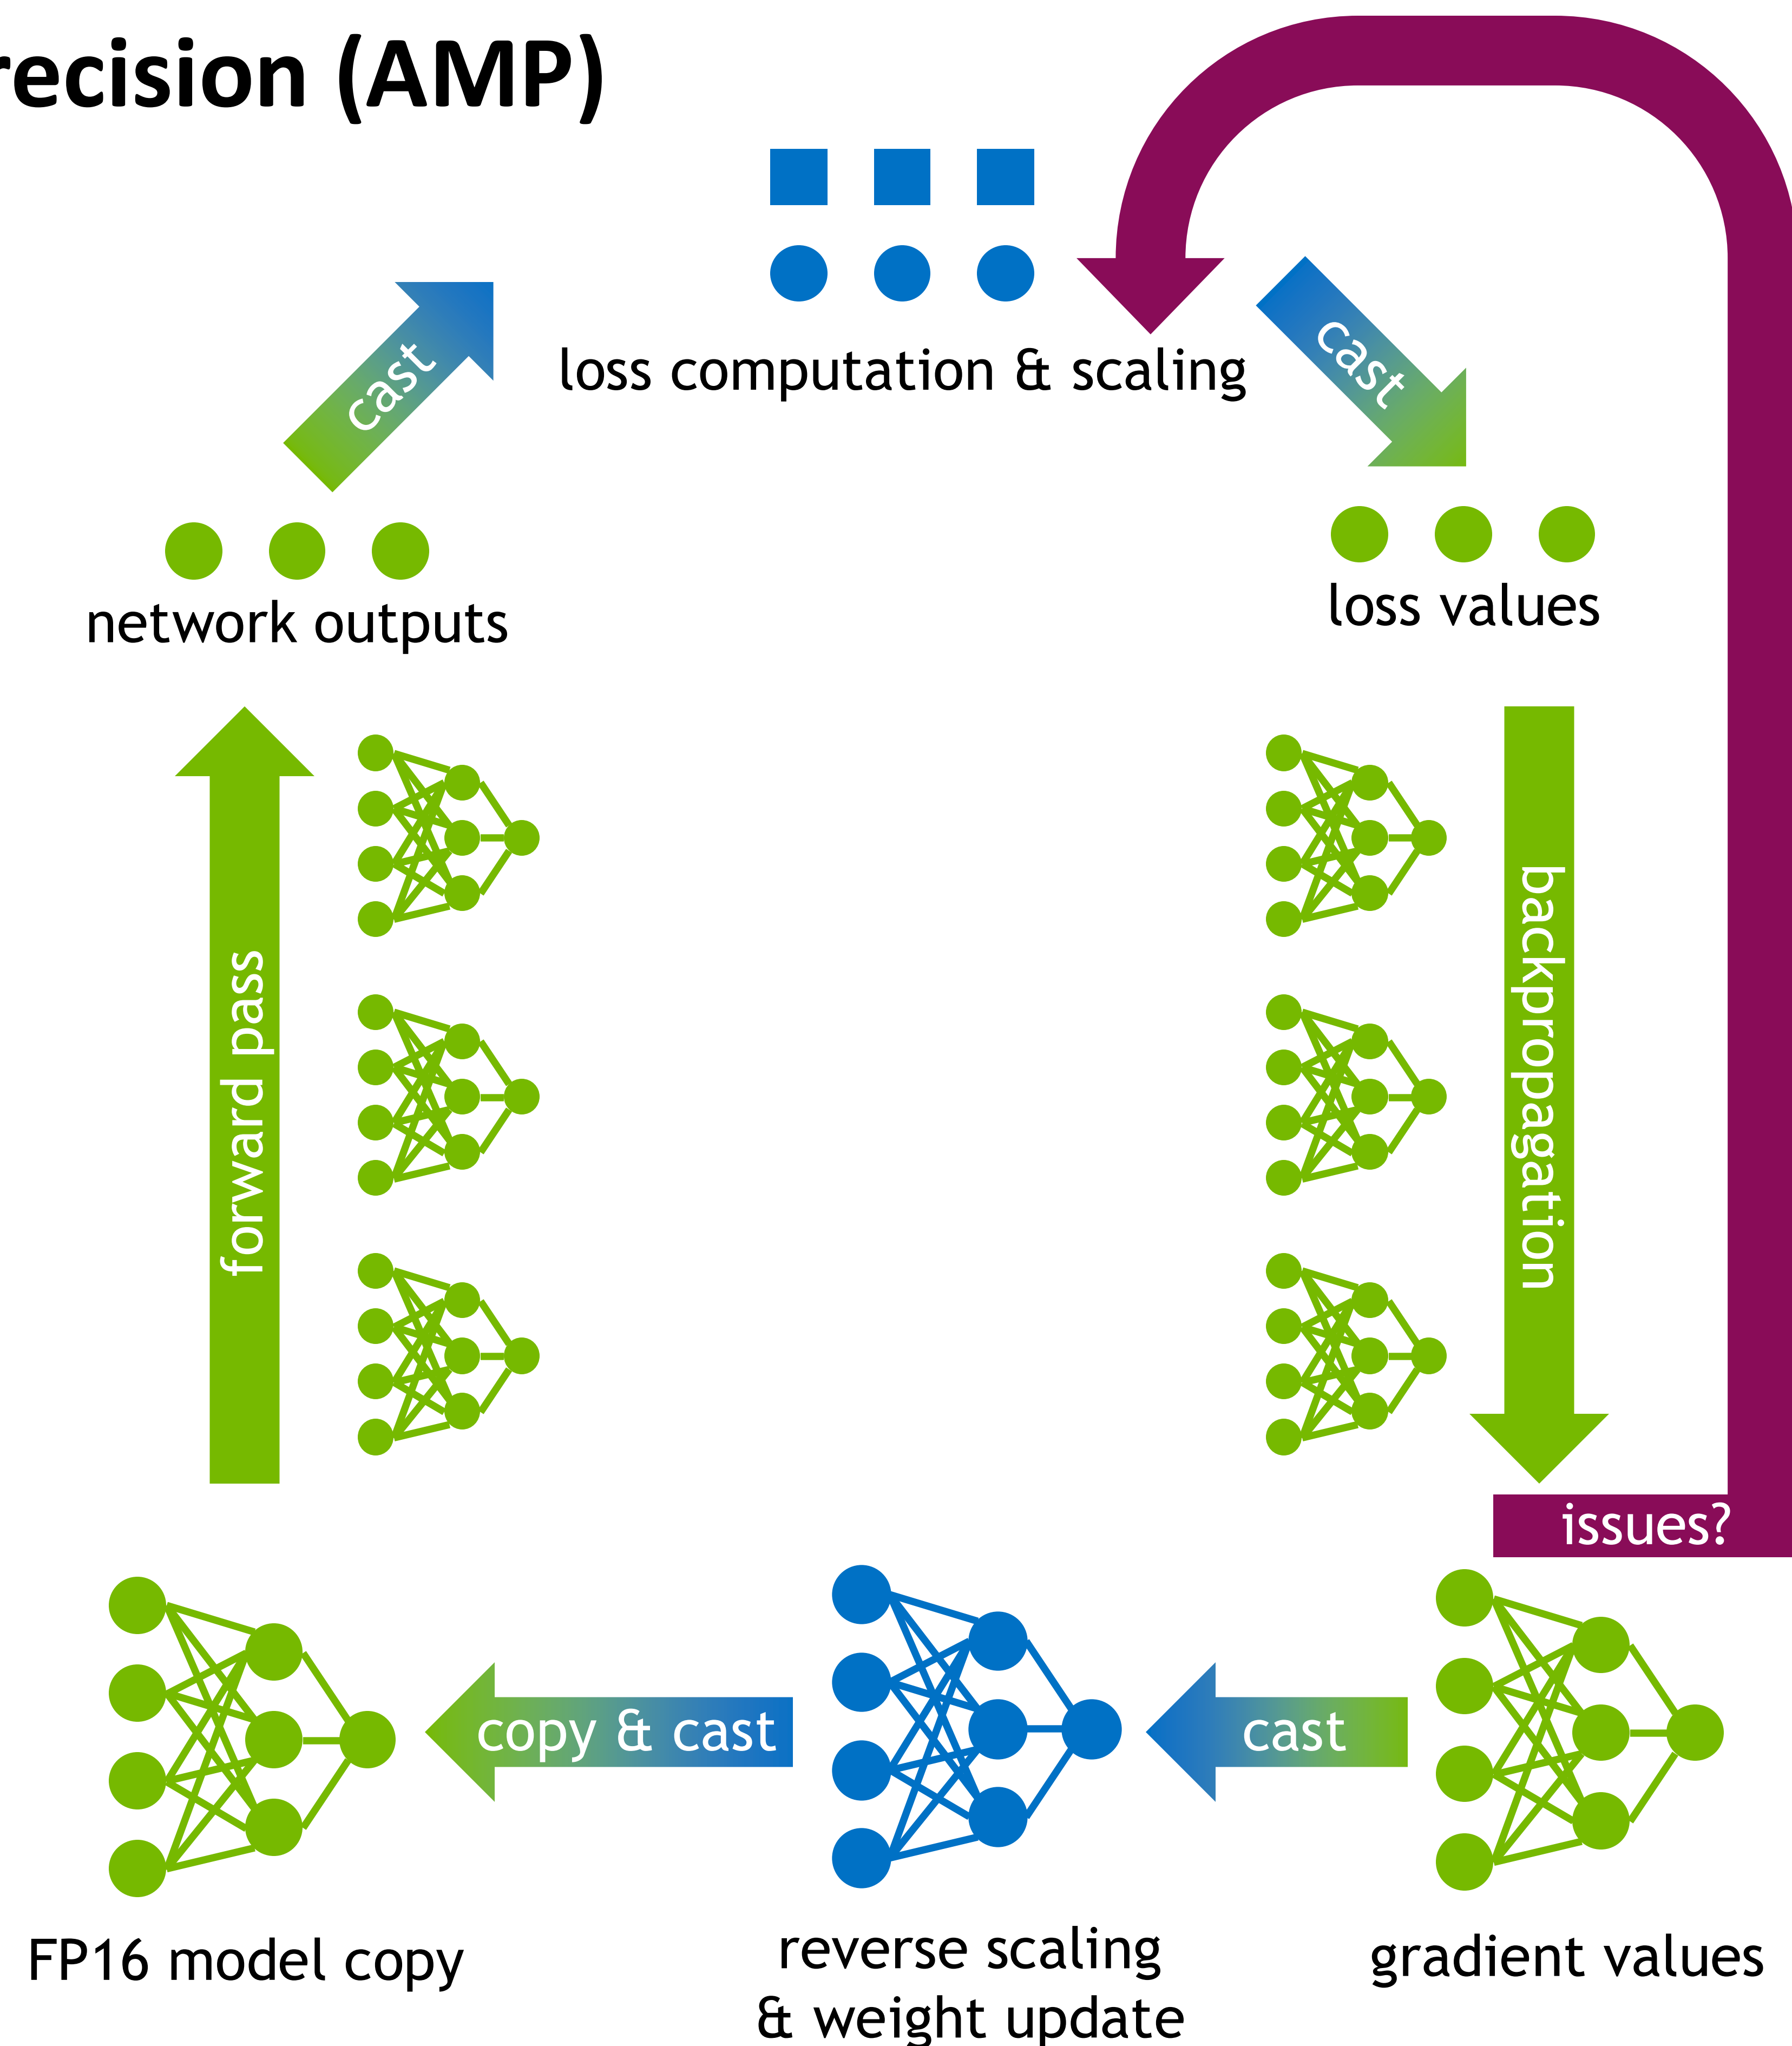 recision (AMP)
cast
loss computation & scaling
cast
network outputs
loss values
forward pass
backpropagation
issues?
copy & cast
cast
FP16 model copy
reverse scaling
& weight update
gradient values